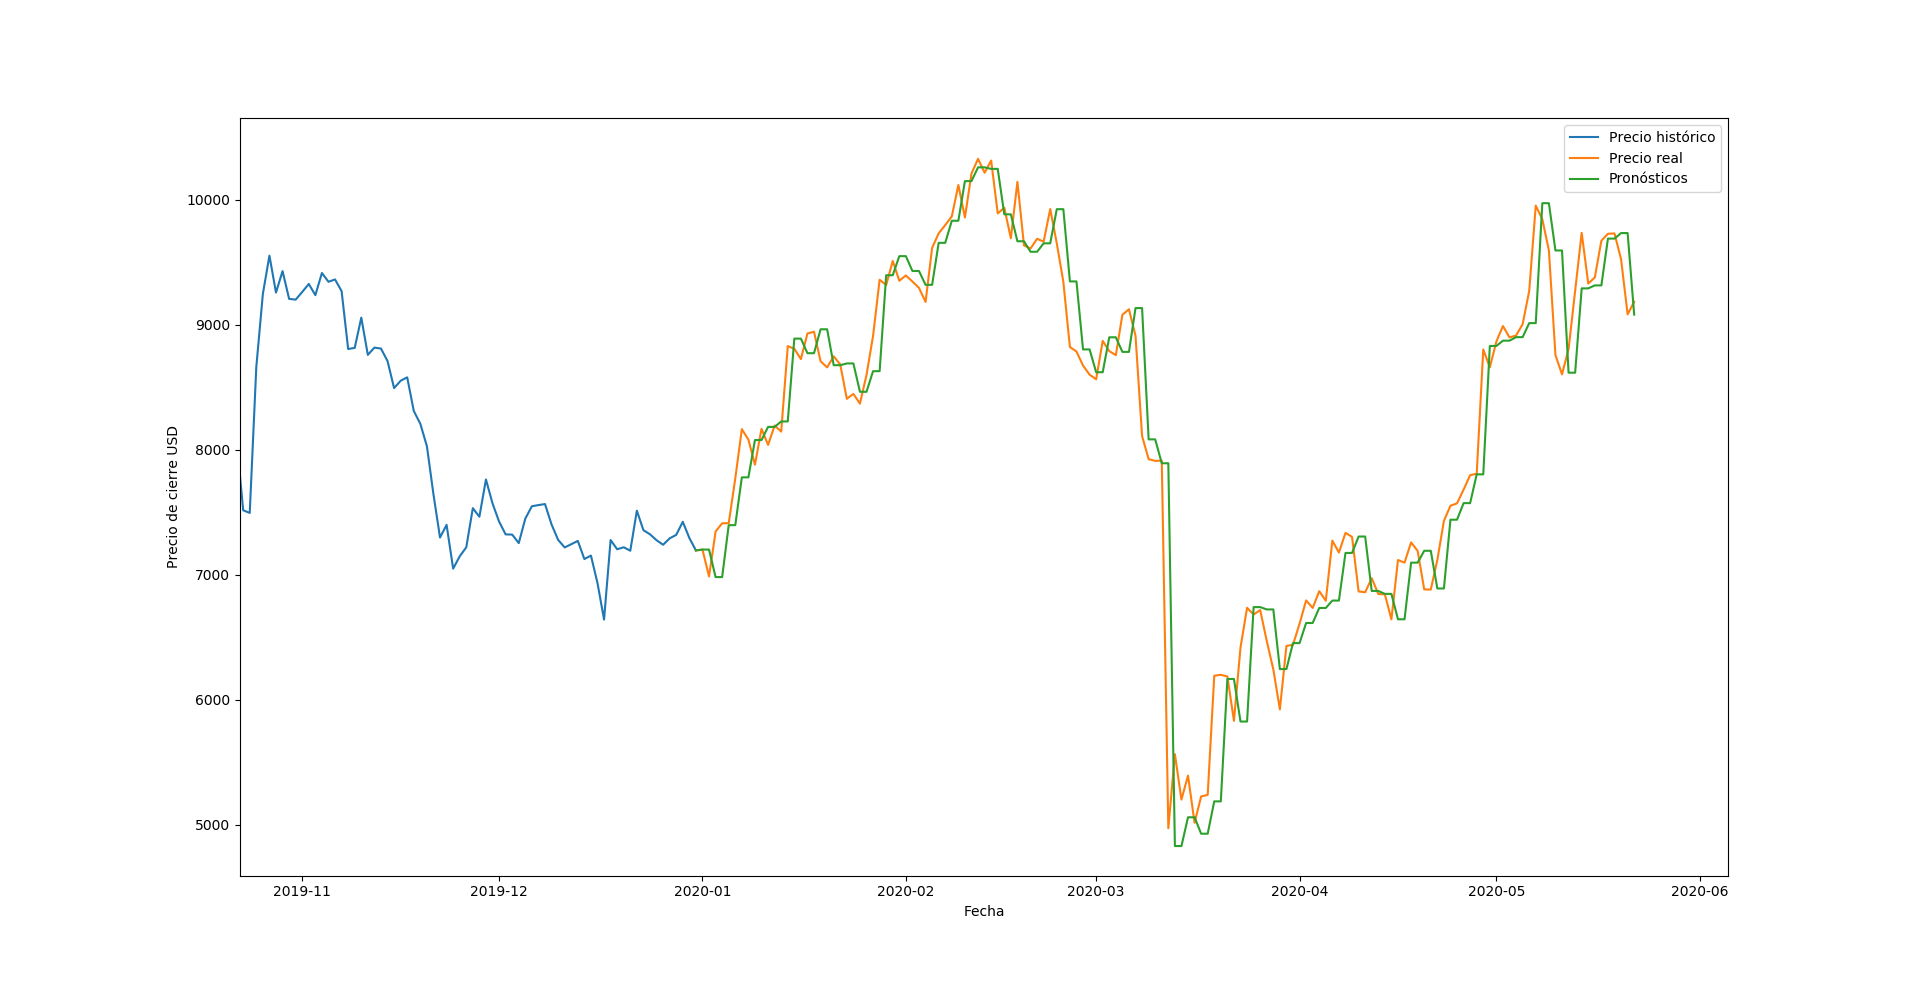 Precio histórico
Precio real
Pronósticos
10000
9000
8000
7000
6000
5000
Precio de cierre USD
2019-11 2019-12 2020-01 2020-02 2020-03 2020-04 2020-05 2020-06
Fecha